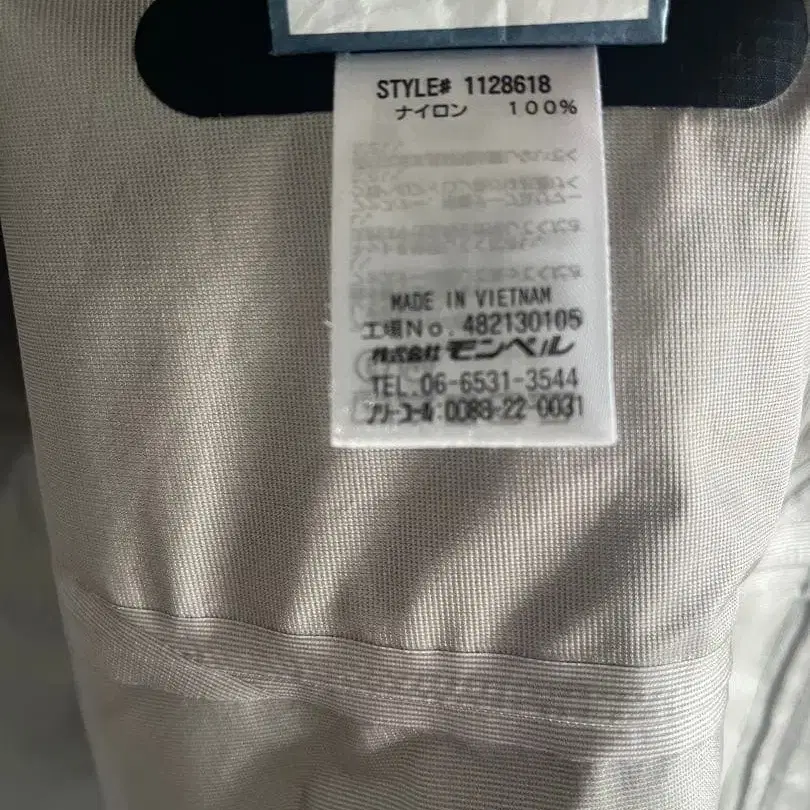 STYLE# 1128618
ナイロン 100%
MADE IN VIETNAM
工場No. 482130105
株式会社 モンベル
TEL.06-6531-3544
フリーコール:0088-22-0031